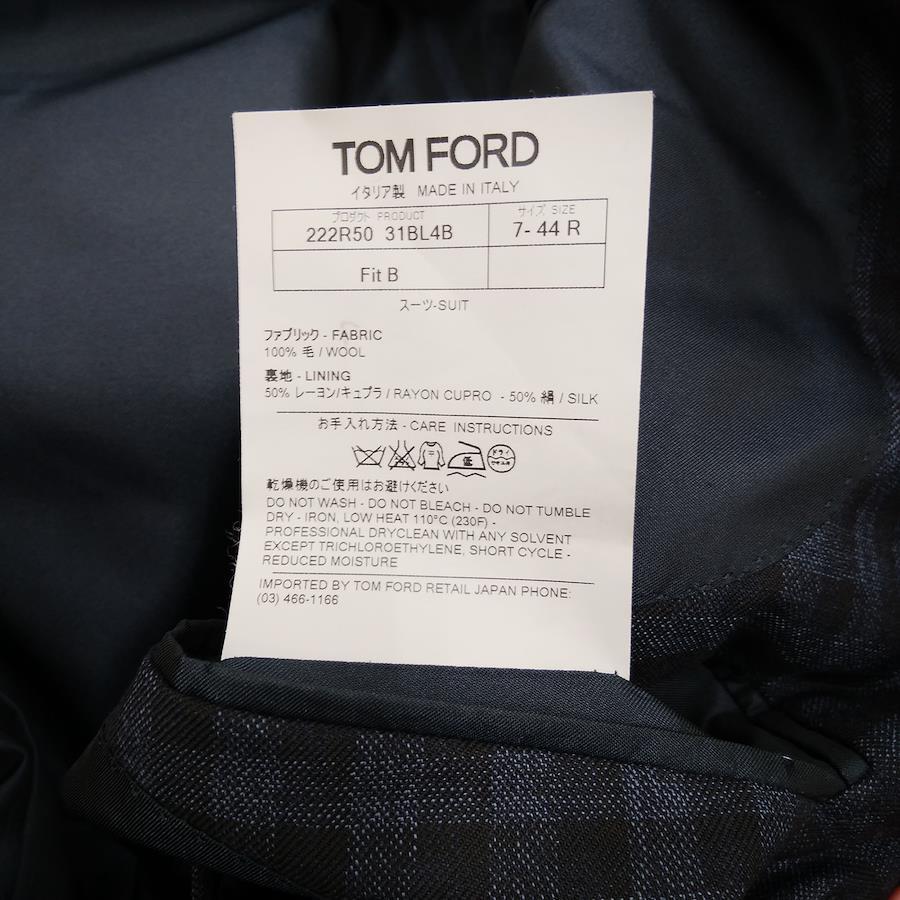 TOM FORD
イタリア製 MADE IN ITALY
プロダクト PRODUCT サイズ SIZE
222R50 31BL4B 7- 44 R
Fit B
スーツ-SUIT
ファブリック - FABRIC
100% 毛 / WOOL
裏地 - LINING
50% レーヨン/キュプラ / RAYON CUPRO - 50% 絹 / SILK
お手入れ方法 - CARE INSTRUCTIONS
低 ドライ
乾燥機のご使用はお避けください
DO NOT WASH - DO NOT BLEACH - DO NOT TUMBLE
DRY - IRON, LOW HEAT 110°C (230F) -
PROFESSIONAL DRYCLEAN WITH ANY SOLVENT
EXCEPT TRICHLOROETHYLENE, SHORT CYCLE -
REDUCED MOISTURE
IMPORTED BY TOM FORD RETAIL JAPAN PHONE:
(03) 466-1166